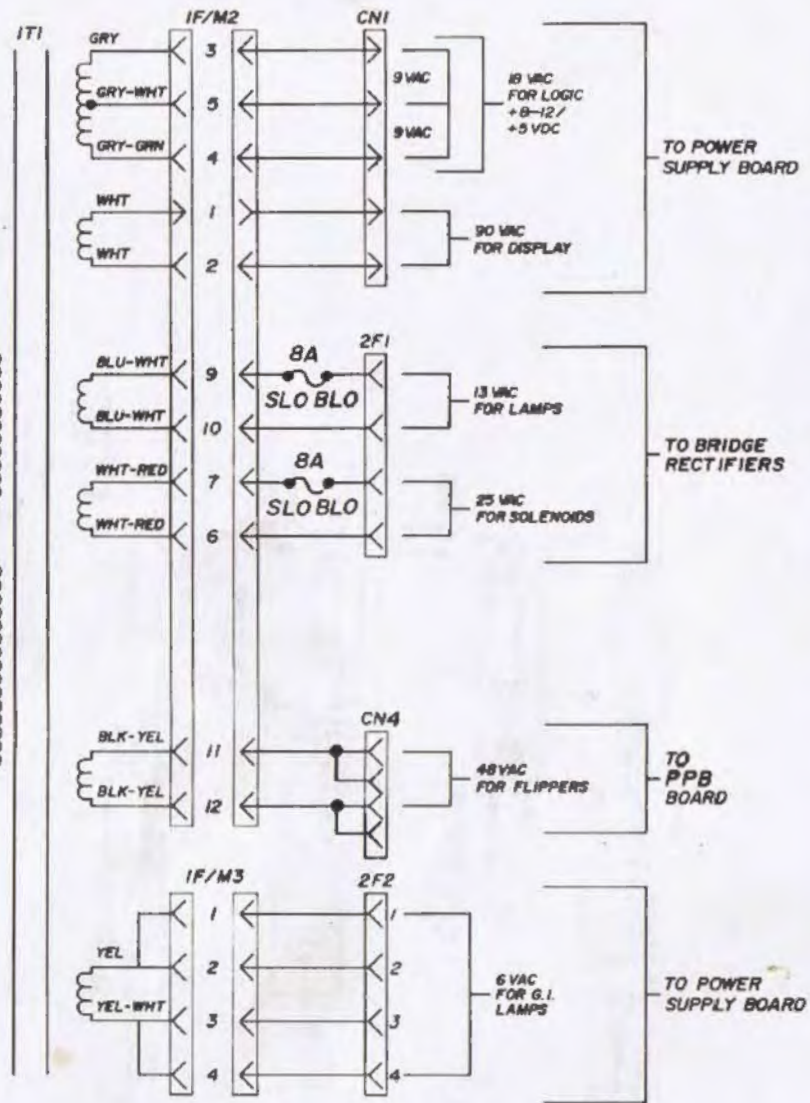 1T1
1F/M2
CN1
GRY
3
GRY-WHT
5
GRY-GRN
4
WHT
1
WHT
2
9 VAC
9 VAC
18 VAC
FOR LOGIC
+8-12/
+5 VDC
90 VAC
FOR DISPLAY
TO POWER
SUPPLY BOARD
2F1
BLU-WHT
9
8A
SLO BLO
BLU-WHT
10
WHT-RED
7
8A
SLO BLO
WHT-RED
6
13 VAC
FOR LAMPS
25 VAC
FOR SOLENOIDS
TO BRIDGE
RECTIFIERS
CN4
BLK-YEL
11
BLK-YEL
12
48 VAC
FOR FLIPPERS
TO
PPB
BOARD
1F/M3
2F2
1
1
YEL
2
2
YEL-WHT
3
3
4
4
6 VAC
FOR G.I.
LAMPS
TO POWER
SUPPLY BOARD